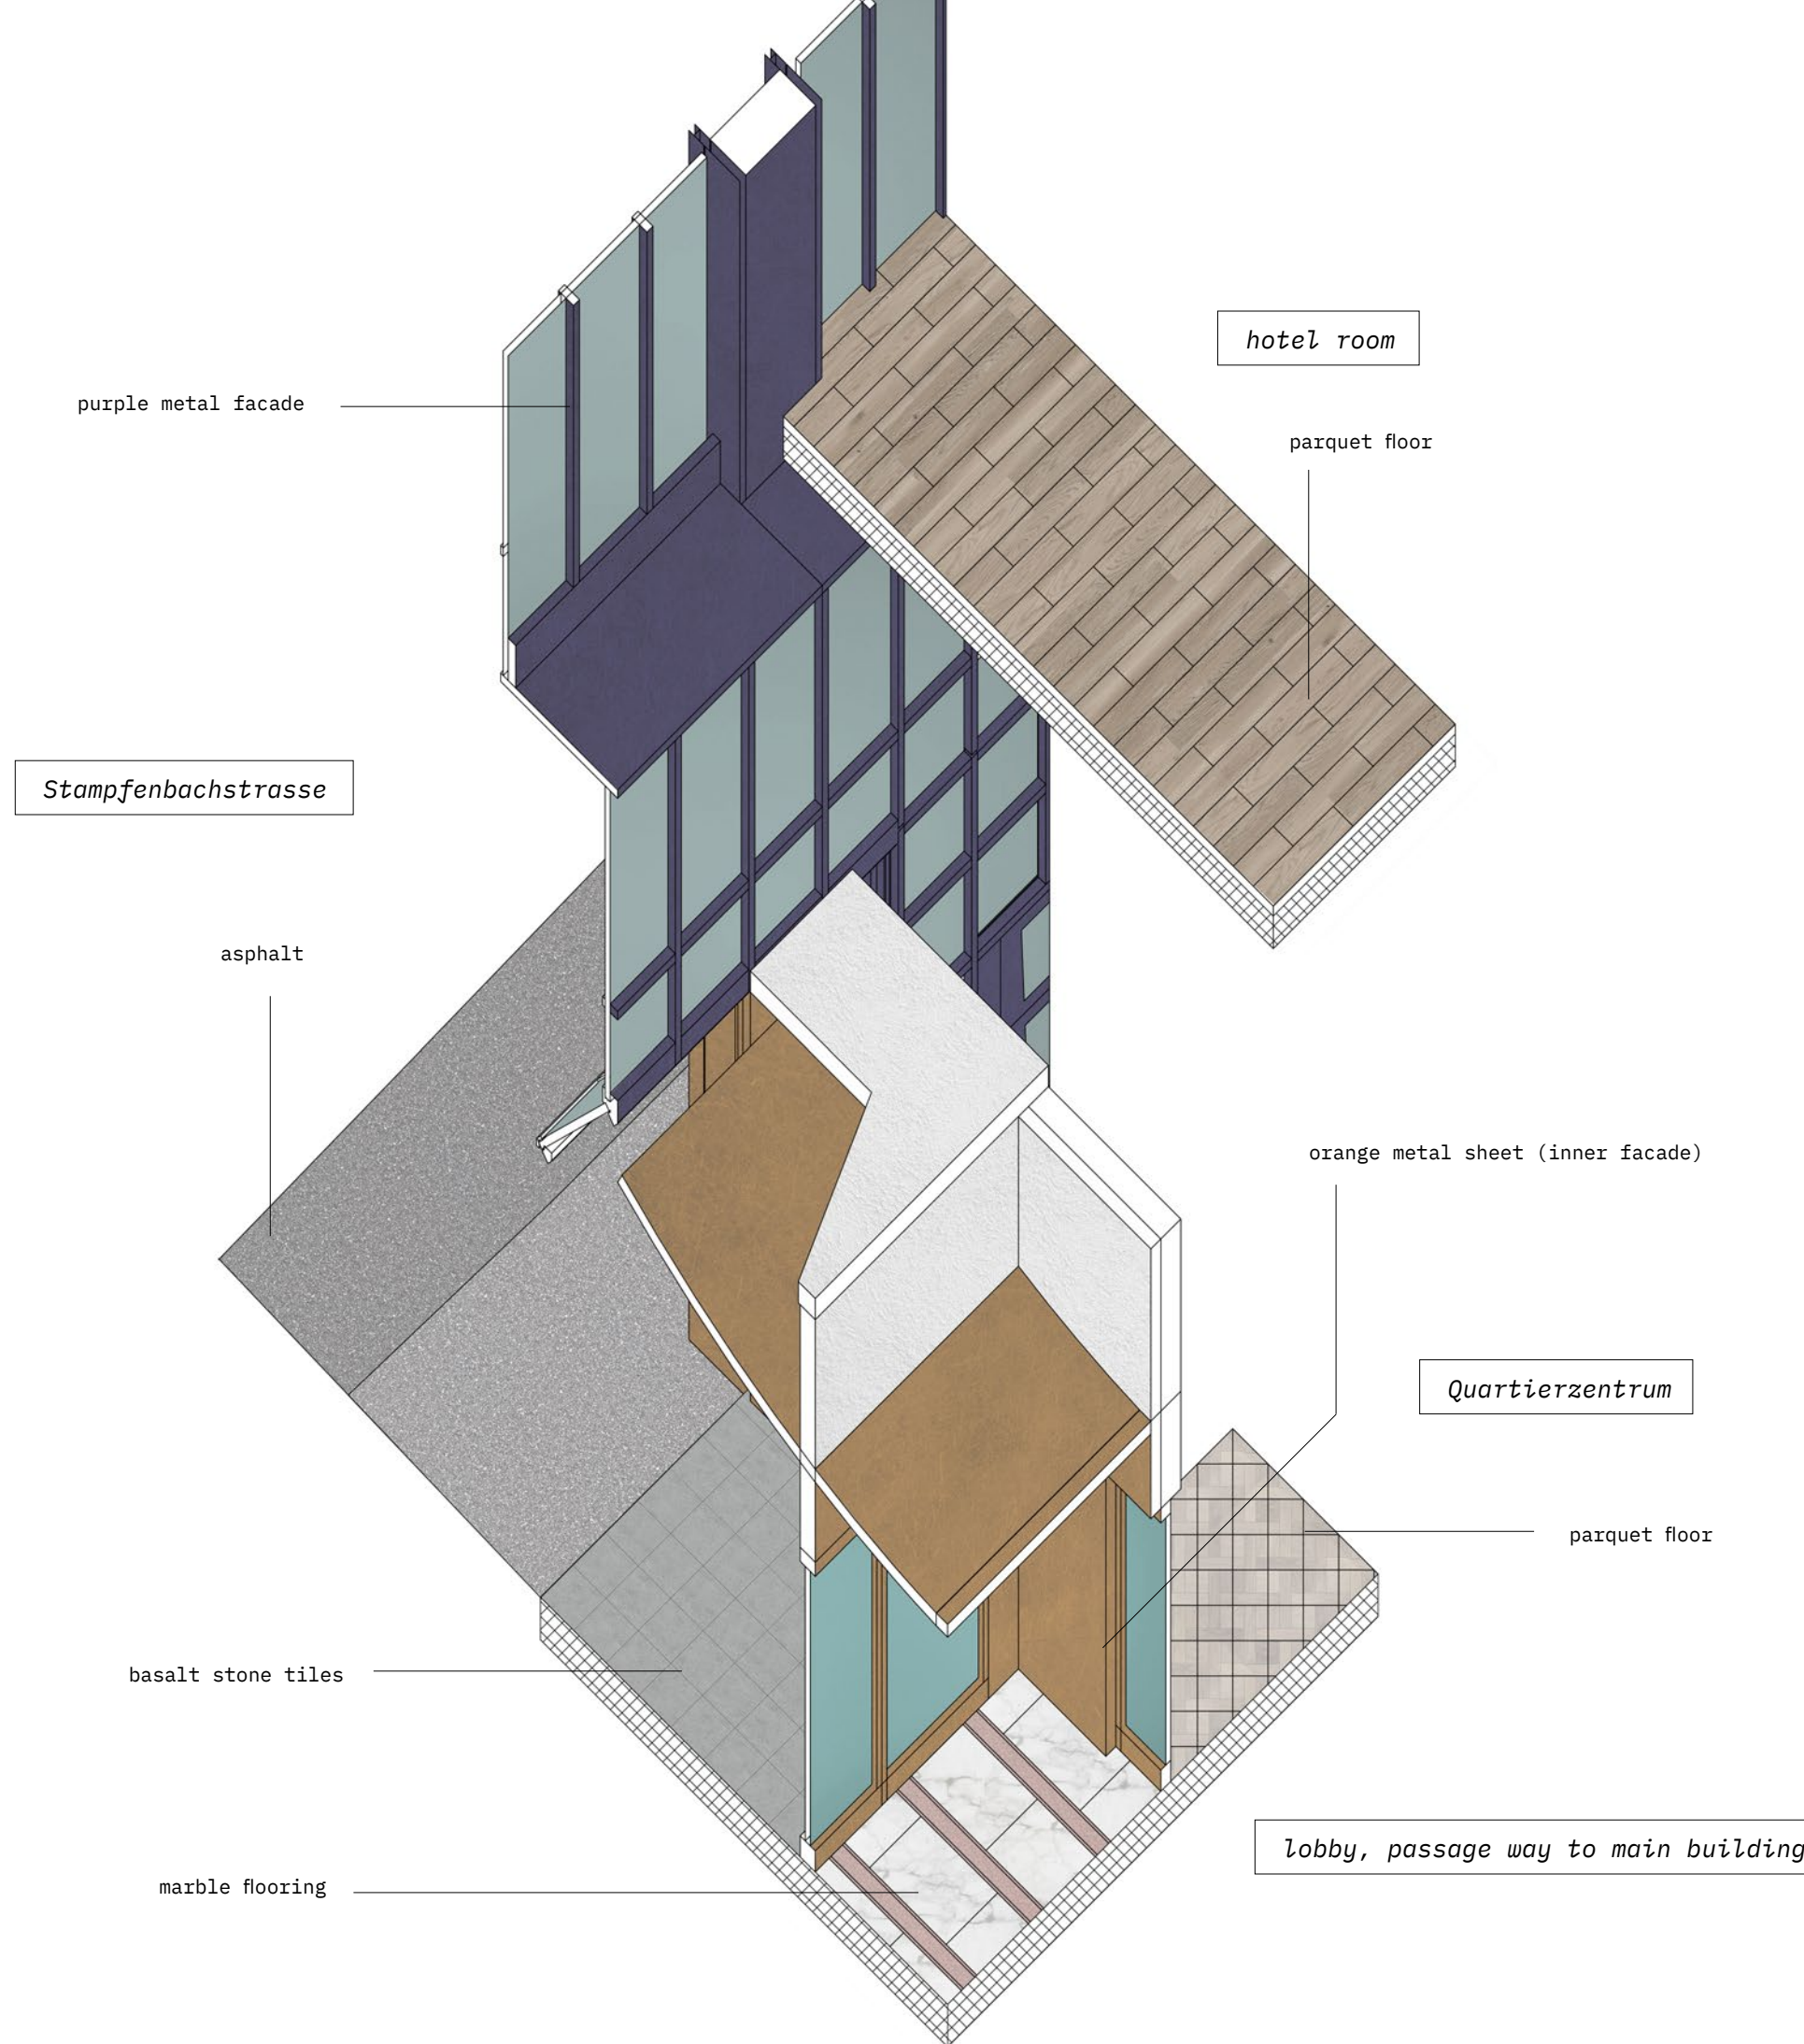 hotel room
purple metal facade
parquet floor
Stampfenbachstrasse
asphalt
orange metal sheet (inner facade)
Quartierzentrum
parquet floor
basalt stone tiles
lobby, passage way to main building
marble flooring